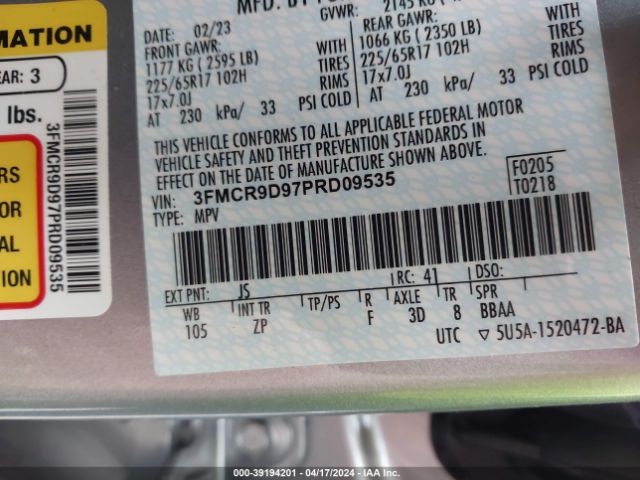 MATION
EAR: 3
lbs.
3FMCR9D97PRD09535
ERS
OR
AL
ION
MFD. BY
DATE: 02/23
GVWR:
FRONT GAWR:
1177 KG ( 2595 LB) WITH
225/65R17 102H TIRES
17x7.0J RIMS
AT 230 kPa/ 33 PSI COLD
REAR GAWR:
1066 KG ( 2350 LB) WITH
225/65R17 102H TIRES
17x7.0J RIMS
AT 230 kPa/ 33 PSI COLD
THIS VEHICLE CONFORMS TO ALL APPLICABLE FEDERAL MOTOR
VEHICLE SAFETY AND THEFT PREVENTION STANDARDS IN
EFFECT ON THE DATE OF MANUFACTURE SHOWN ABOVE.
VIN: 3FMCR9D97PRD09535
TYPE: MPV
F0205
T0218
EXT PNT: JS RC: 41 DSO:
WB INT TR TP/PS R AXLE TR SPR
105 ZP F 3D 8 BBAA
UTC ▽ 5U5A-1520472-BA
000-39194201 - 04/17/2024 - IAA Inc.